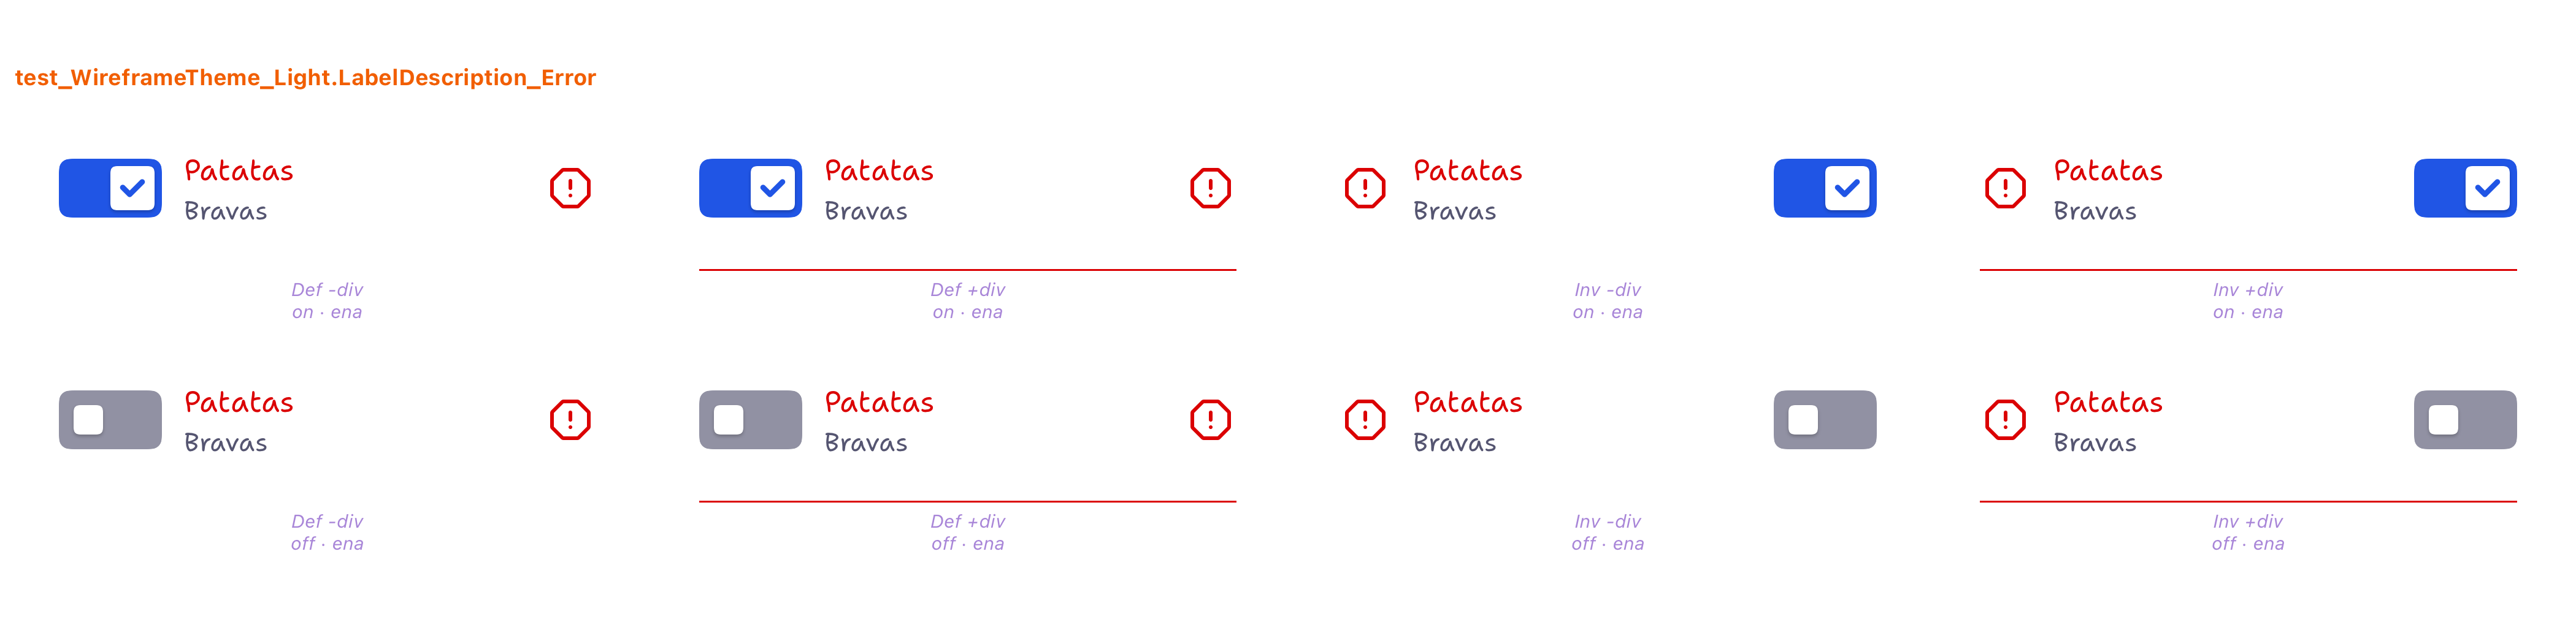 test_WireframeTheme_Light.LabelDescription_Error
Patatas
Bravas
Def -div
on · ena
Patatas
Bravas
Def +div
on · ena
Patatas
Bravas
Inv -div
on · ena
Patatas
Bravas
Inv +div
on · ena
Patatas
Bravas
Def -div
off · ena
Patatas
Bravas
Def +div
off · ena
Patatas
Bravas
Inv -div
off · ena
Patatas
Bravas
Inv +div
off · ena